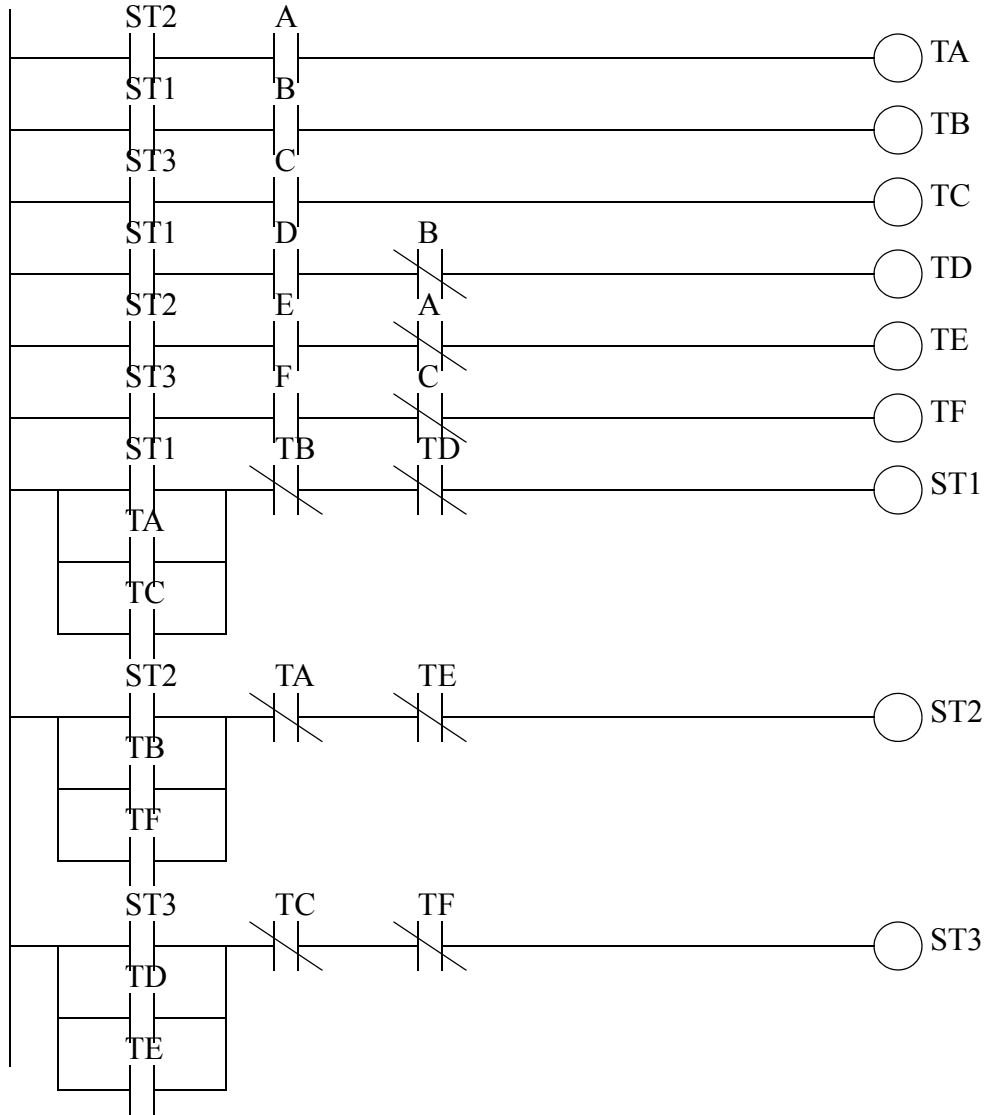 ST2 A
TA
ST1 B
TB
ST3 C
TC
ST1 D B
TD
ST2 E A
TE
ST3 F C
TF
ST1 TB TD
ST1
TA
TC
ST2 TA TE
ST2
TB
TF
ST3 TC TF
ST3
TD
TE